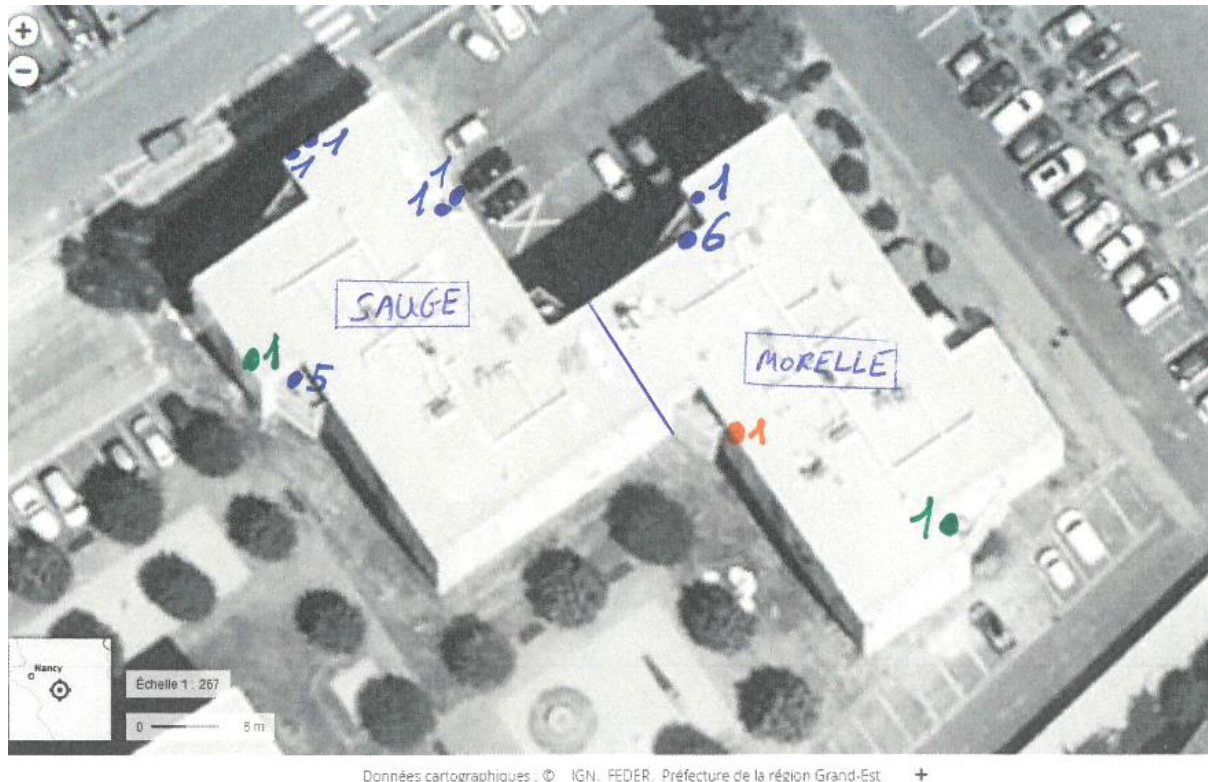 +
−
1
1
1
1
1
6
SAUGE
MORELLE
1
5
1
1
Nancy
Échelle 1 : 267
0 5 m
Données cartographiques : © IGN, FEDER, Préfecture de la région Grand-Est +